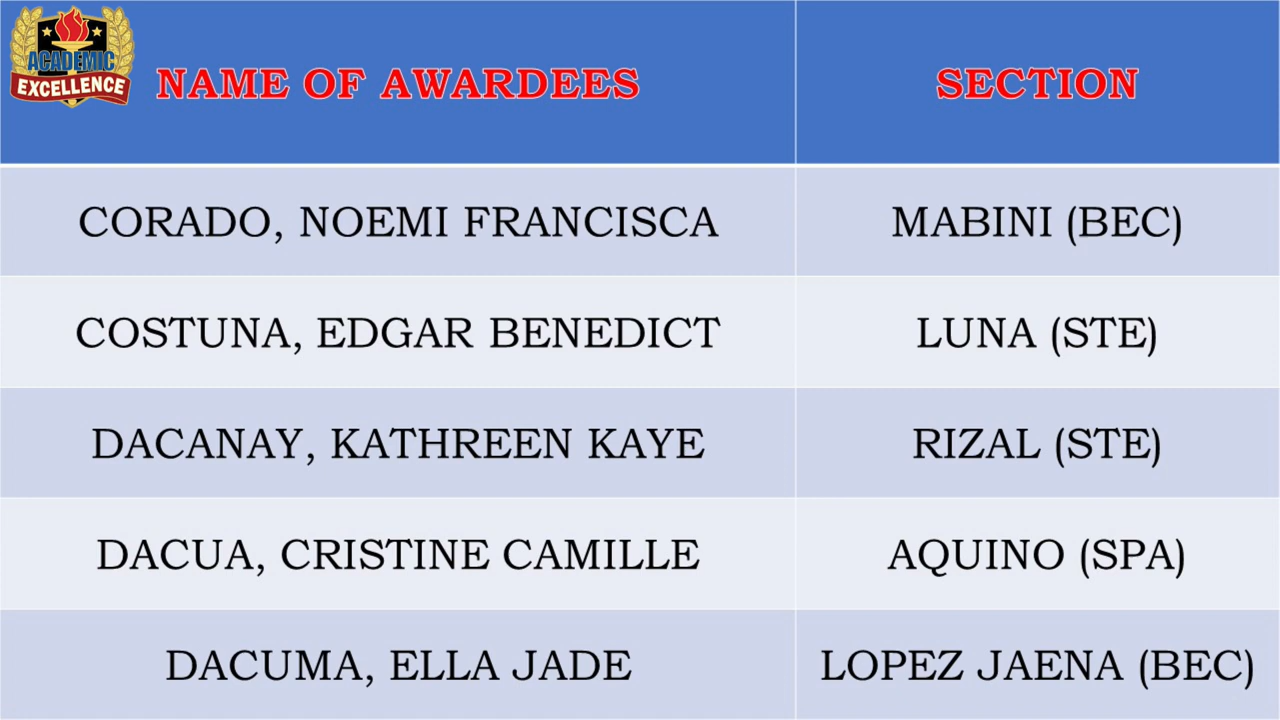 ACADEMIC
EXCELLENCE
NAME OF AWARDEES SECTION
CORADO, NOEMI FRANCISCA MABINI (BEC)
COSTUNA, EDGAR BENEDICT LUNA (STE)
DACANAY, KATHREEN KAYE RIZAL (STE)
DACUA, CRISTINE CAMILLE AQUINO (SPA)
DACUMA, ELLA JADE LOPEZ JAENA (BEC)